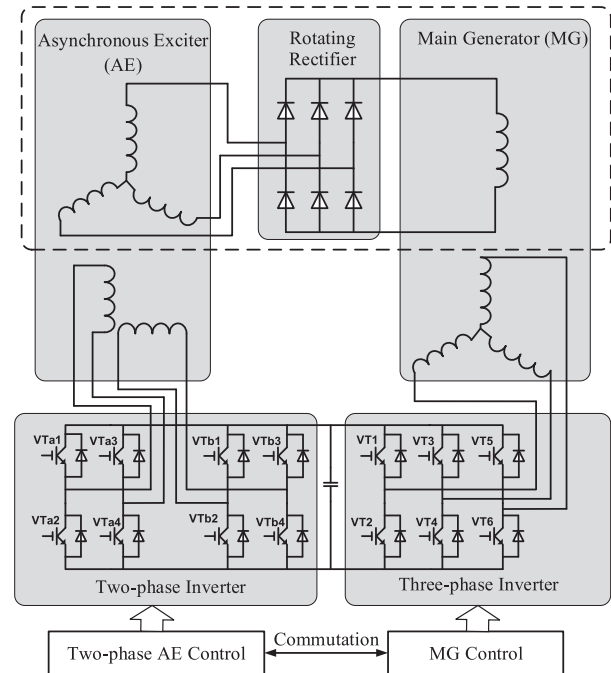 Asynchronous Exciter
(AE)
Rotating
Rectifier
Main Generator (MG)
VTa1
VTa3
VTb1
VTb3
VT1
VT3
VT5
VTa2
VTa4
VTb2
VTb4
VT2
VT4
VT6
Two-phase Inverter
Three-phase Inverter
Two-phase AE Control
Commutation
MG Control